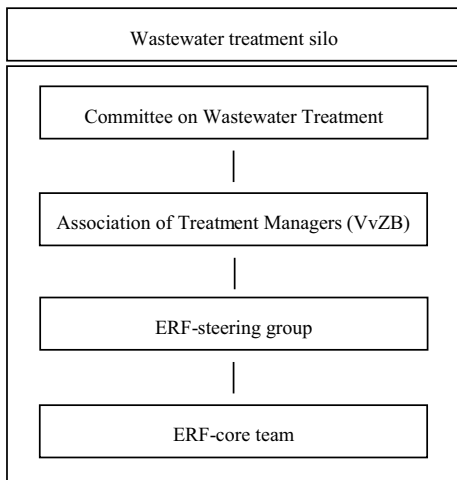 Wastewater treatment silo
Committee on Wastewater Treatment
Association of Treatment Managers (VvZB)
ERF-steering group
ERF-core team